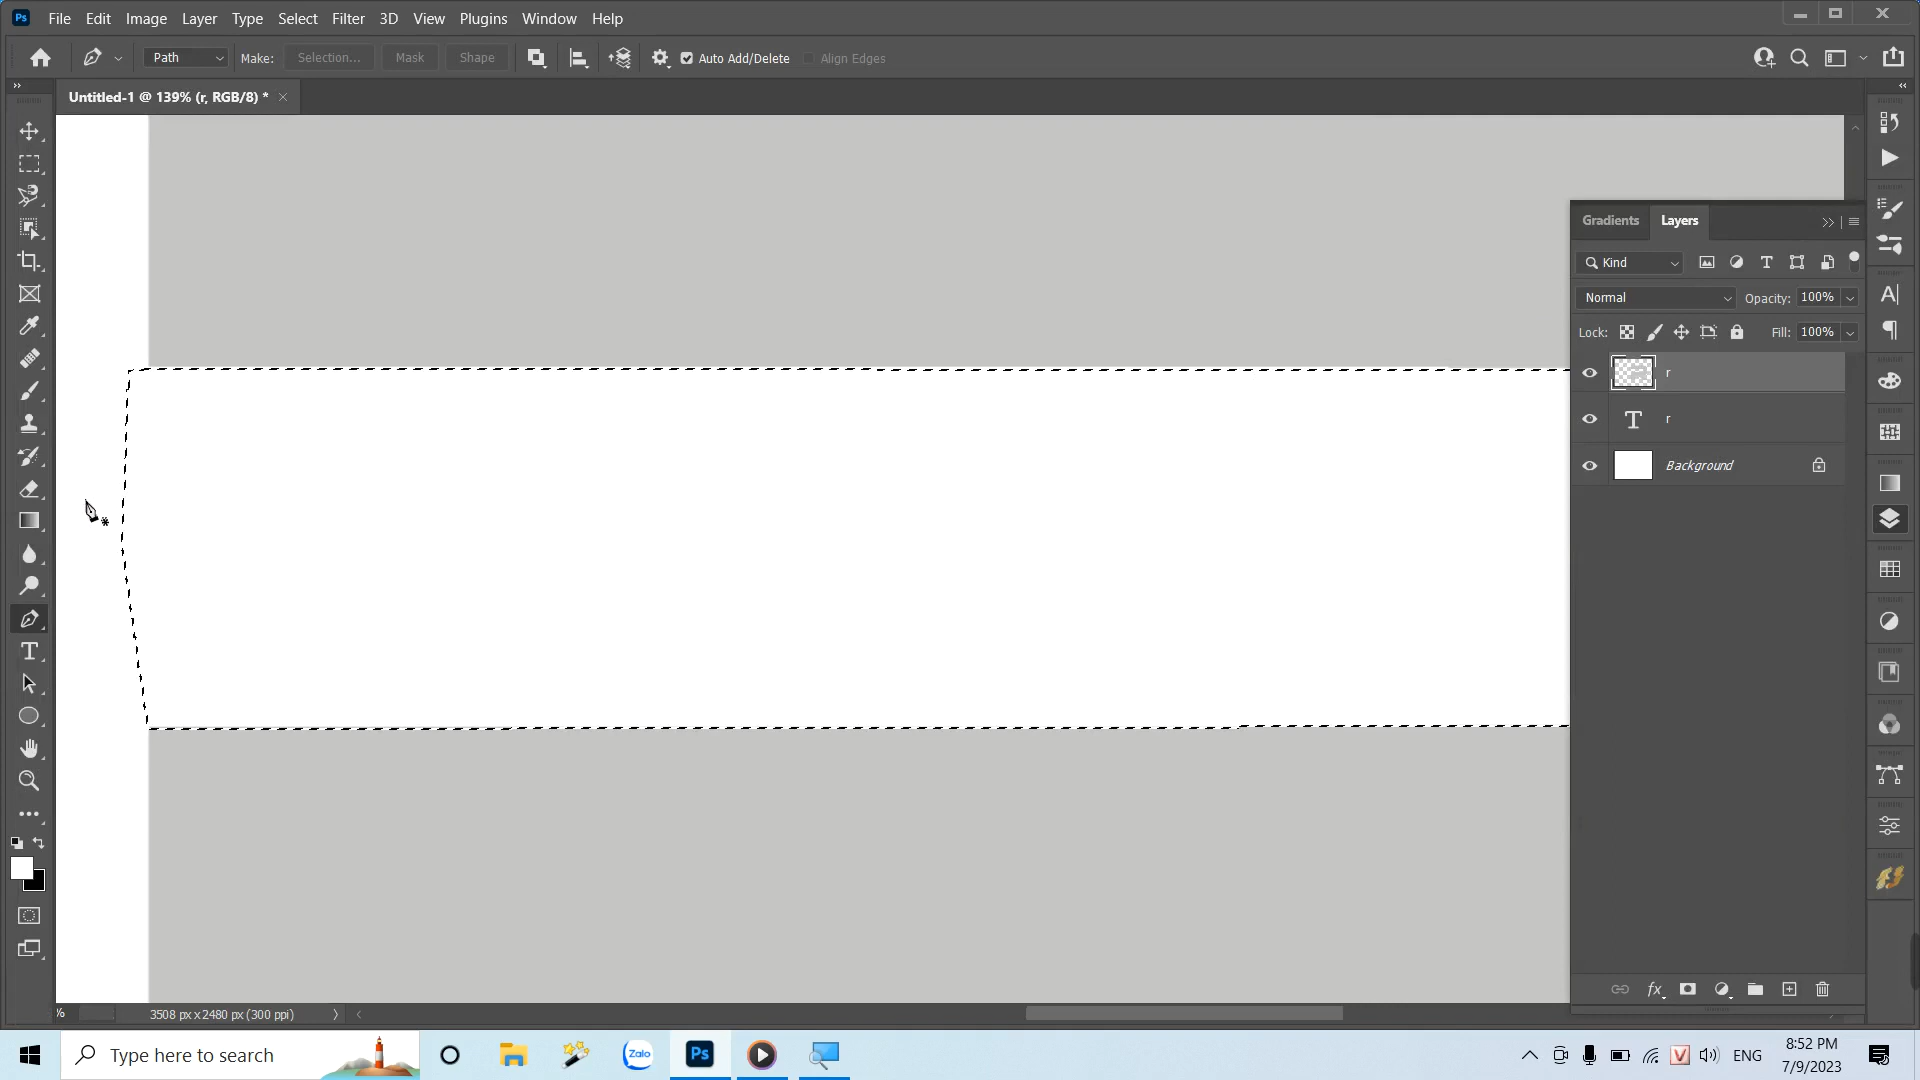 Ps File Edit Image Layer Type Select Filter 3D View Plugins Window Help
Path Make: Selection... Mask Shape Auto Add/Delete Align Edges
Untitled-1 @ 139% (r, RGB/8) *
Gradients Layers
Kind
Normal Opacity: 100%
Lock: Fill: 100%
r
r
Background
% 3508 px x 2480 px (300 ppi)
Type here to search Zalo Ps V ENG 8:52 PM
7/9/2023